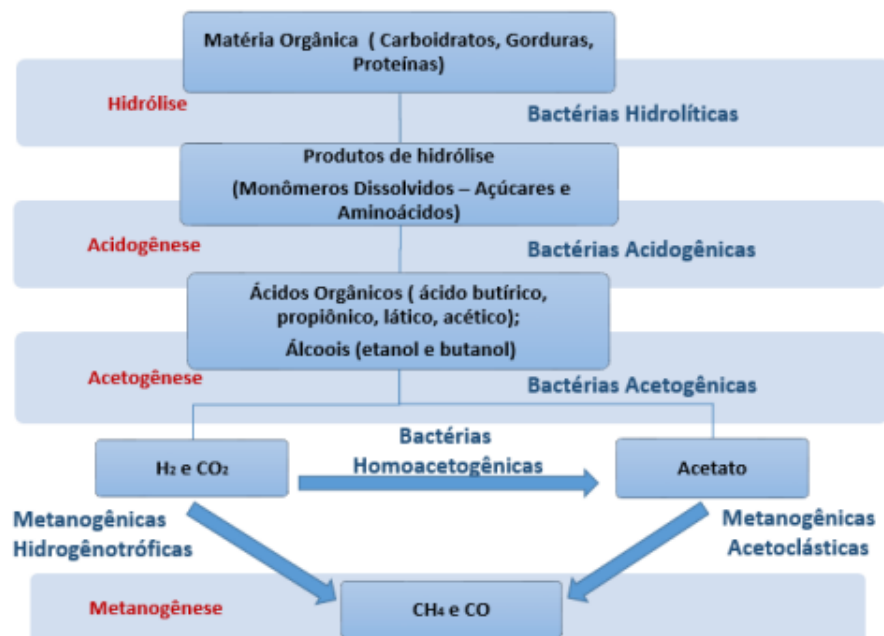 Matéria Orgânica ( Carboidratos, Gorduras,
Proteínas)
Hidrólise
Bactérias Hidrolíticas
Produtos de hidrólise
(Monômeros Dissolvidos – Açúcares e
Aminoácidos)
Acidogênese
Bactérias Acidogênicas
Ácidos Orgânicos ( ácido butírico,
propiônico, lático, acético);
Álcoois (etanol e butanol)
Acetogênese
Bactérias Acetogênicas
Bactérias
Homoacetogênicas
H₂ e CO₂
Acetato
Metanogênicas
Hidrogênotróficas
Metanogênicas
Acetoclásticas
Metanogênese
CH₄ e CO